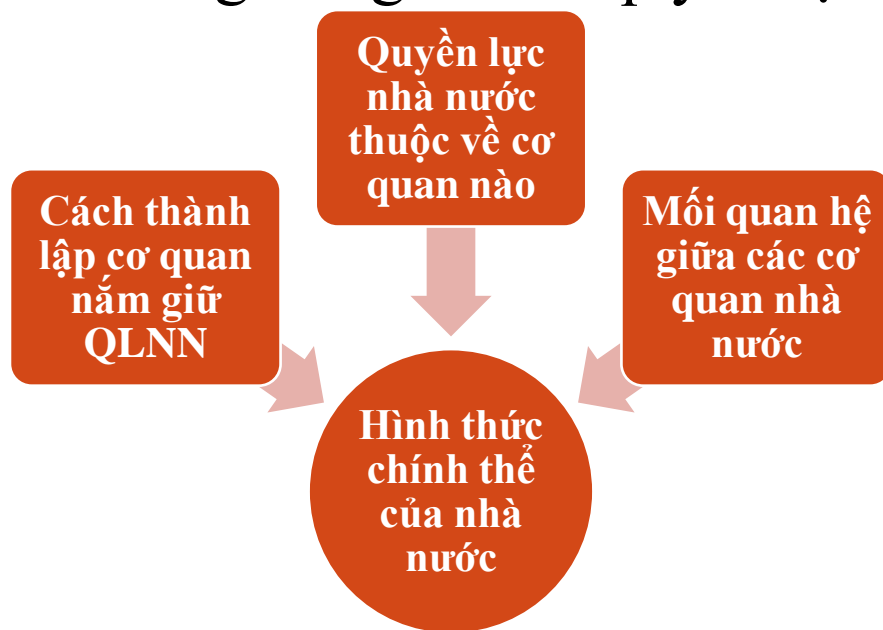 Quyền lực
nhà nước
thuộc về cơ
quan nào
Cách thành
lập cơ quan
nắm giữ
QLNN
Mối quan hệ
giữa các cơ
quan nhà
nước
Hình thức
chính thể
của nhà
nước